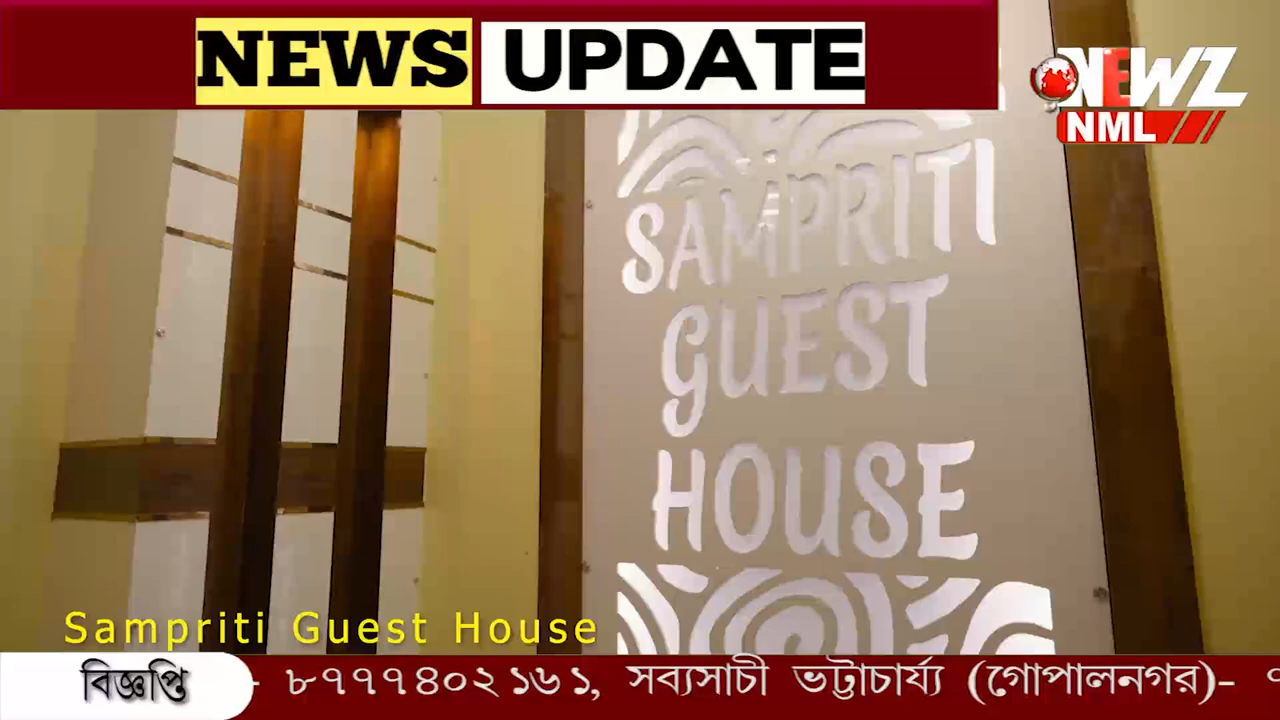 NEWS UPDATE
NEWZ
NML
SAMPRITI
GUEST
HOUSE
Sampriti Guest House
বিজ্ঞপ্তি
- ৮৭৭৭৪০২১৬১, সব্যসাচী ভট্টাচার্য্য (গোপালনগর)-